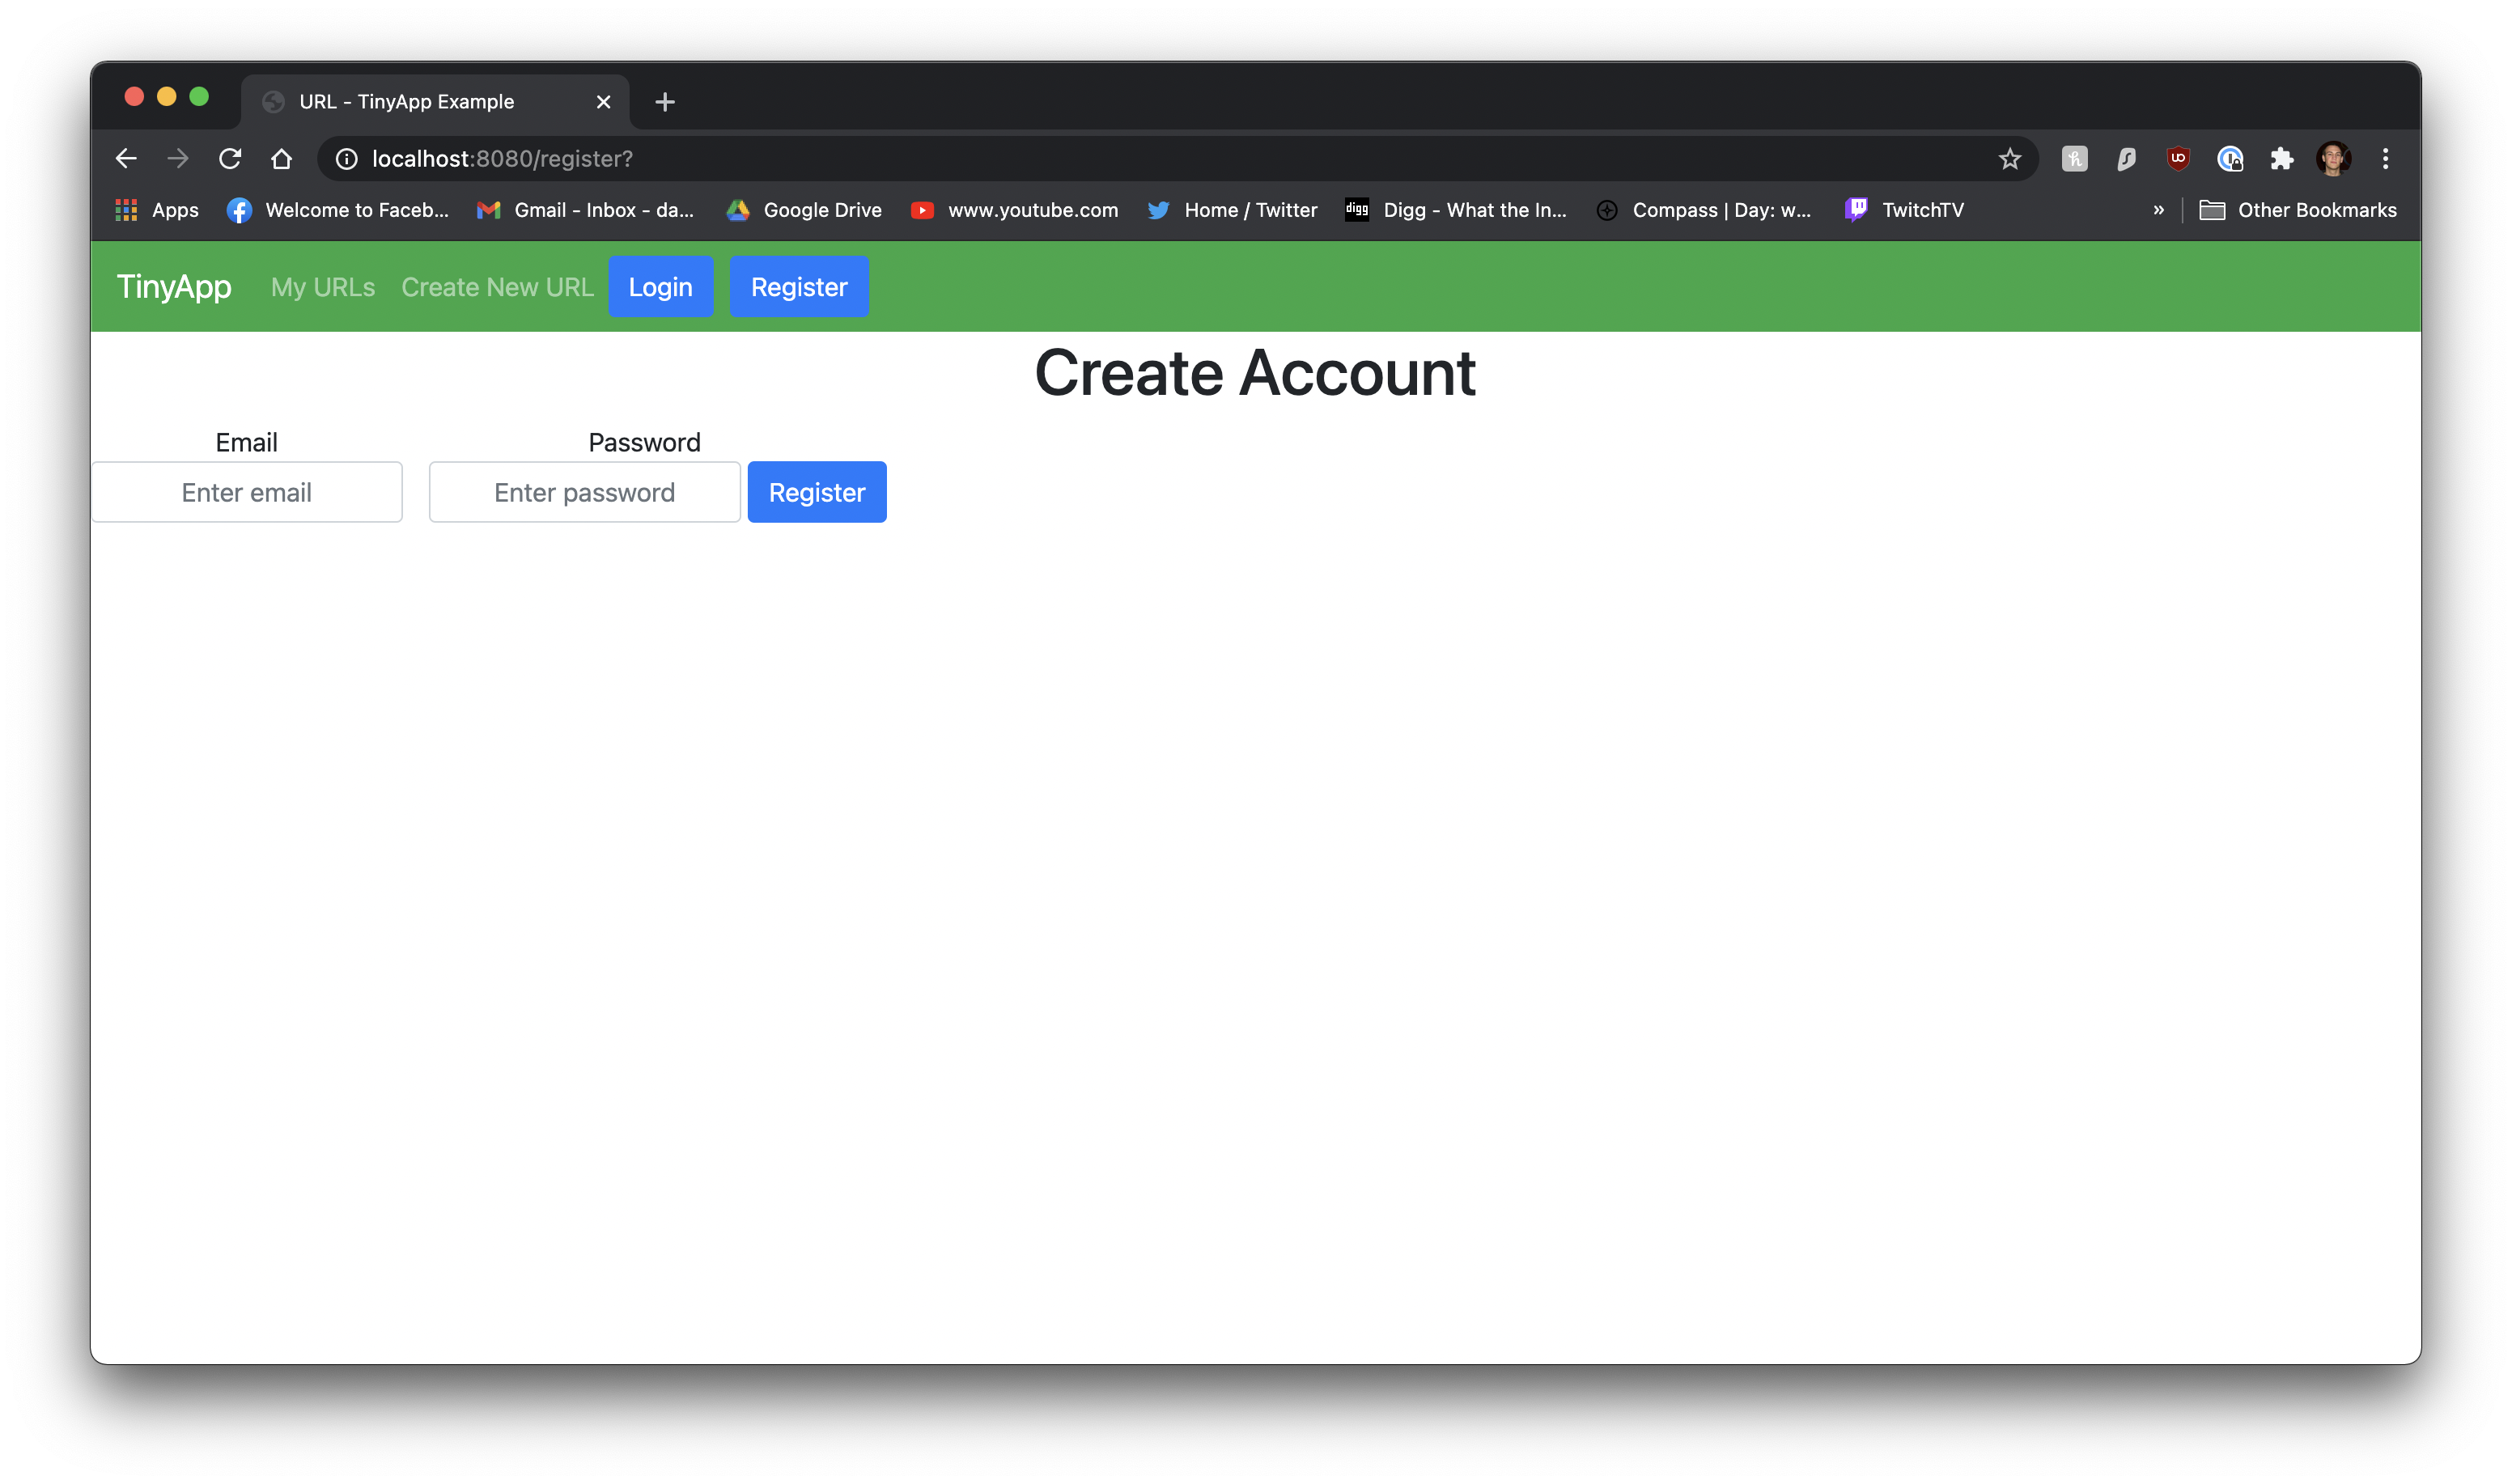 URL - TinyApp Example
localhost:8080/register?
Apps Welcome to Faceb... Gmail - Inbox - da... Google Drive www.youtube.com Home / Twitter digg Digg - What the In... Compass | Day: w... TwitchTV » Other Bookmarks
TinyApp My URLs Create New URL Login Register
Create Account
Email Password
Enter email Enter password Register